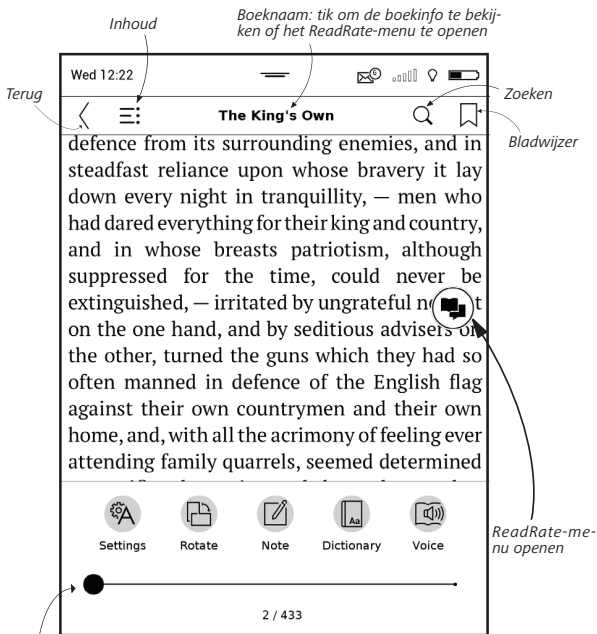 Boeknaam: tik om de boekinfo te bekij-
ken of het ReadRate-menu te openen
Inhoud
Terug
Wed 12:22
6
Zoeken
The King's Own
Bladwijzer
defence from its surrounding enemies, and in
steadfast reliance upon whose bravery it lay
down every night in tranquillity, — men who
had dared everything for their king and country,
and in whose breasts patriotism, although
suppressed for the time, could never be
extinguished, — irritated by ungrateful
on the one hand, and by seditious advisers on
the other, turned the guns which they had so
often manned in defence of the English flag
against their own countrymen and their own
home, and, with all the acrimony of feeling ever
attending family quarrels, seemed determined
A
Aa
Settings Rotate Note Dictionary Voice
ReadRate-me-
nu openen
2 / 433